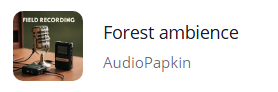 FIELD RECORDING
Forest ambience
AudioPapkin